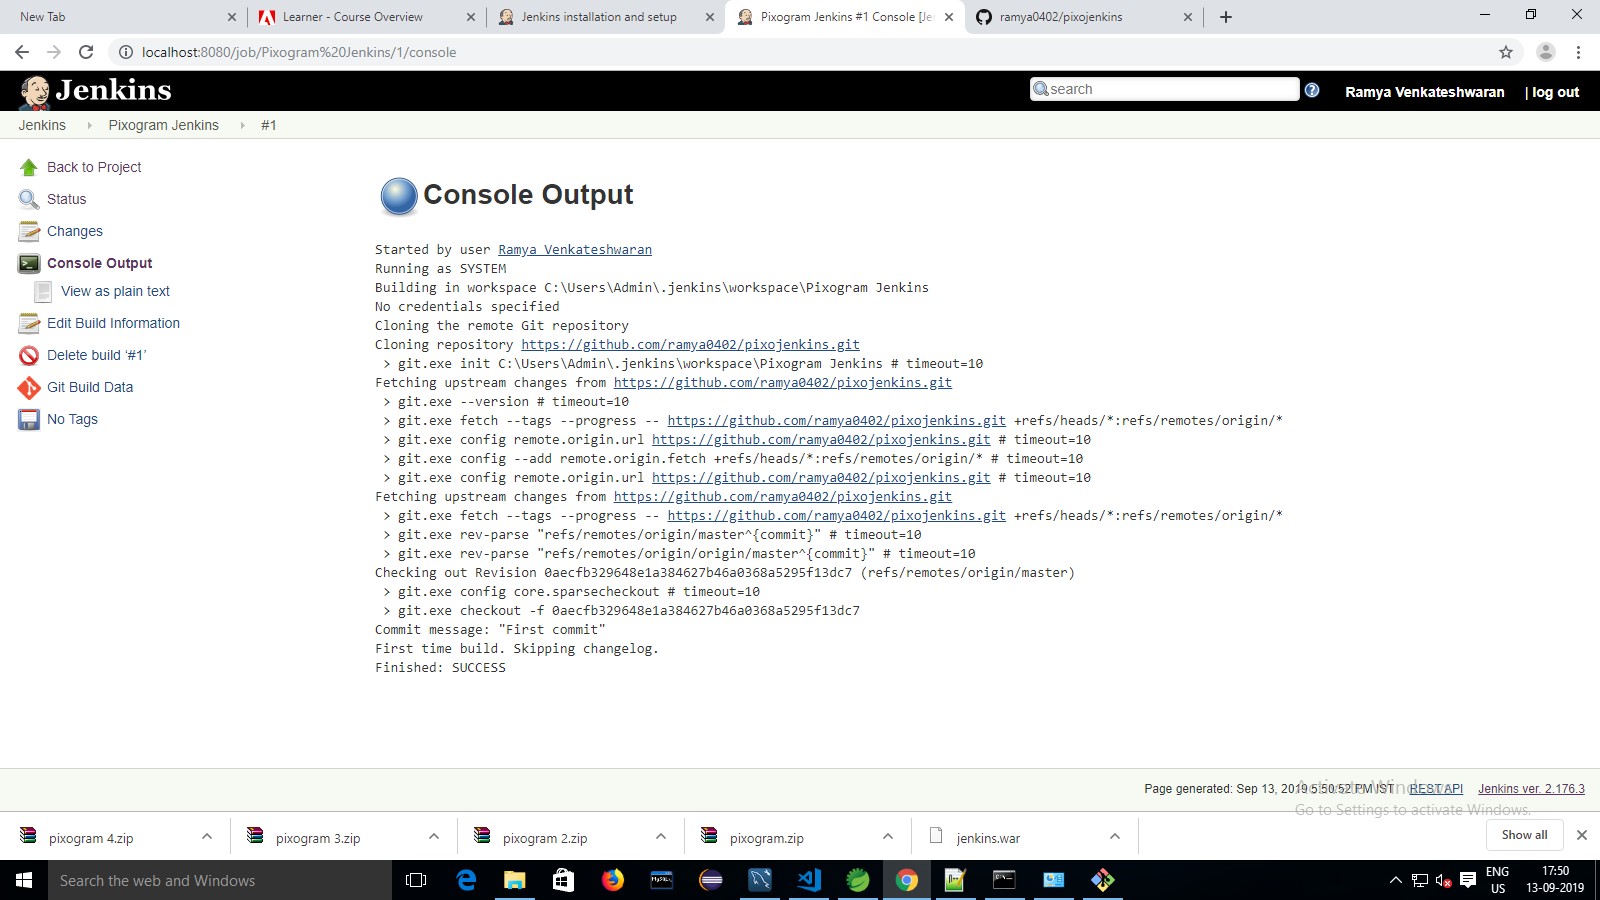 New Tab
Learner - Course Overview
Jenkins installation and setup
Pixogram Jenkins #1 Console [Je
ramya0402/pixojenkins
localhost:8080/job/Pixogram%20Jenkins/1/console
Jenkins
search
Ramya Venkateshwaran
| log out
Jenkins
Pixogram Jenkins
#1
Back to Project
Status
Changes
Console Output
View as plain text
Edit Build Information
Delete build ‘#1’
Git Build Data
No Tags
Console Output
Started by user Ramya Venkateshwaran
Running as SYSTEM
Building in workspace C:\Users\Admin\.jenkins\workspace\Pixogram Jenkins
No credentials specified
Cloning the remote Git repository
Cloning repository https://github.com/ramya0402/pixojenkins.git
> git.exe init C:\Users\Admin\.jenkins\workspace\Pixogram Jenkins # timeout=10
Fetching upstream changes from https://github.com/ramya0402/pixojenkins.git
> git.exe --version # timeout=10
> git.exe fetch --tags --progress -- https://github.com/ramya0402/pixojenkins.git +refs/heads/*:refs/remotes/origin/*
> git.exe config remote.origin.url https://github.com/ramya0402/pixojenkins.git # timeout=10
> git.exe config --add remote.origin.fetch +refs/heads/*:refs/remotes/origin/* # timeout=10
> git.exe config remote.origin.url https://github.com/ramya0402/pixojenkins.git # timeout=10
Fetching upstream changes from https://github.com/ramya0402/pixojenkins.git
> git.exe fetch --tags --progress -- https://github.com/ramya0402/pixojenkins.git +refs/heads/*:refs/remotes/origin/*
> git.exe rev-parse "refs/remotes/origin/master^{commit}" # timeout=10
> git.exe rev-parse "refs/remotes/origin/origin/master^{commit}" # timeout=10
Checking out Revision 0aecfb329648e1a384627b46a0368a5295f13dc7 (refs/remotes/origin/master)
> git.exe config core.sparsecheckout # timeout=10
> git.exe checkout -f 0aecfb329648e1a384627b46a0368a5295f13dc7
Commit message: "First commit"
First time build. Skipping changelog.
Finished: SUCCESS
Page generated: Sep 13, 2019 5:50:52 PM IST
REST API
Jenkins ver. 2.176.3
Activate Windows
Go to Settings to activate Windows.
pixogram 4.zip
pixogram 3.zip
pixogram 2.zip
pixogram.zip
jenkins.war
Show all
Search the web and Windows
ENG
US
17:50
13-09-2019